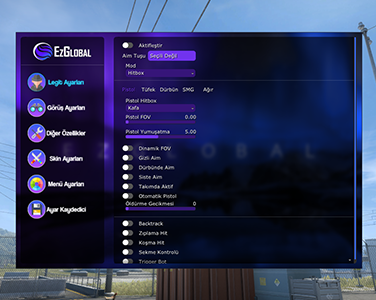 EzGlobal
Legit Ayarları
Görüş Ayarları
Diğer Özellikler
Skin Ayarları
Menü Ayarları
Ayar Kaydedici
Aktifleştir
Aim Tuşu Seçili Değil
Mod
Hitbox
Pistol Tüfek Dürbün SMG Ağır
Pistol Hitbox
Kafa
Pistol FOV 0.00
Pistol Yumuşatma 5.00
Dinamik FOV
Gizli Aim
Dürbünde Aim
Siste Aim
Takımda Aktif
Otomatik Pistol
Öldürme Gecikmesi 0
Backtrack
Zıplama Hit
Koşma Hit
Sekme Kontrolü
Trigger Bot
EZGLOBAL